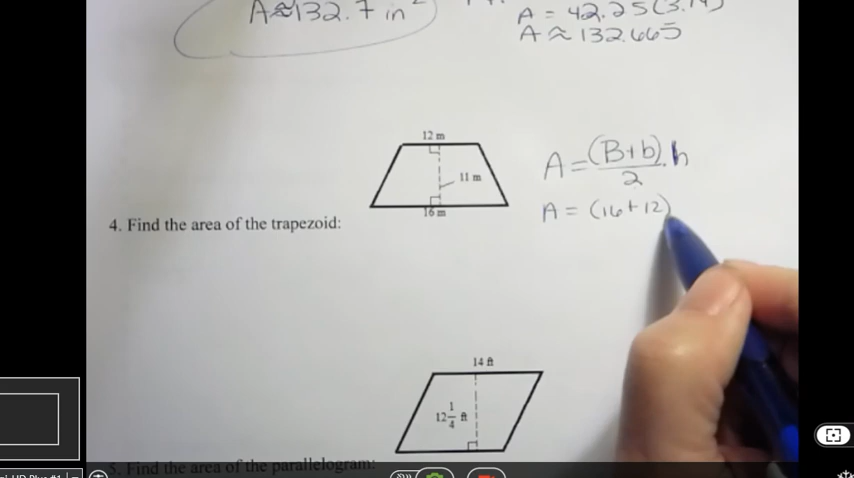 A≈132.7 in²
A = 42.25(3.14)
A ≈ 132.665
12 m
11 m
16 m
A = (B+b)/2 · h
A = (16+12)
4. Find the area of the trapezoid:
14 ft
12 1/4 ft
5. Find the area of the parallelogram: